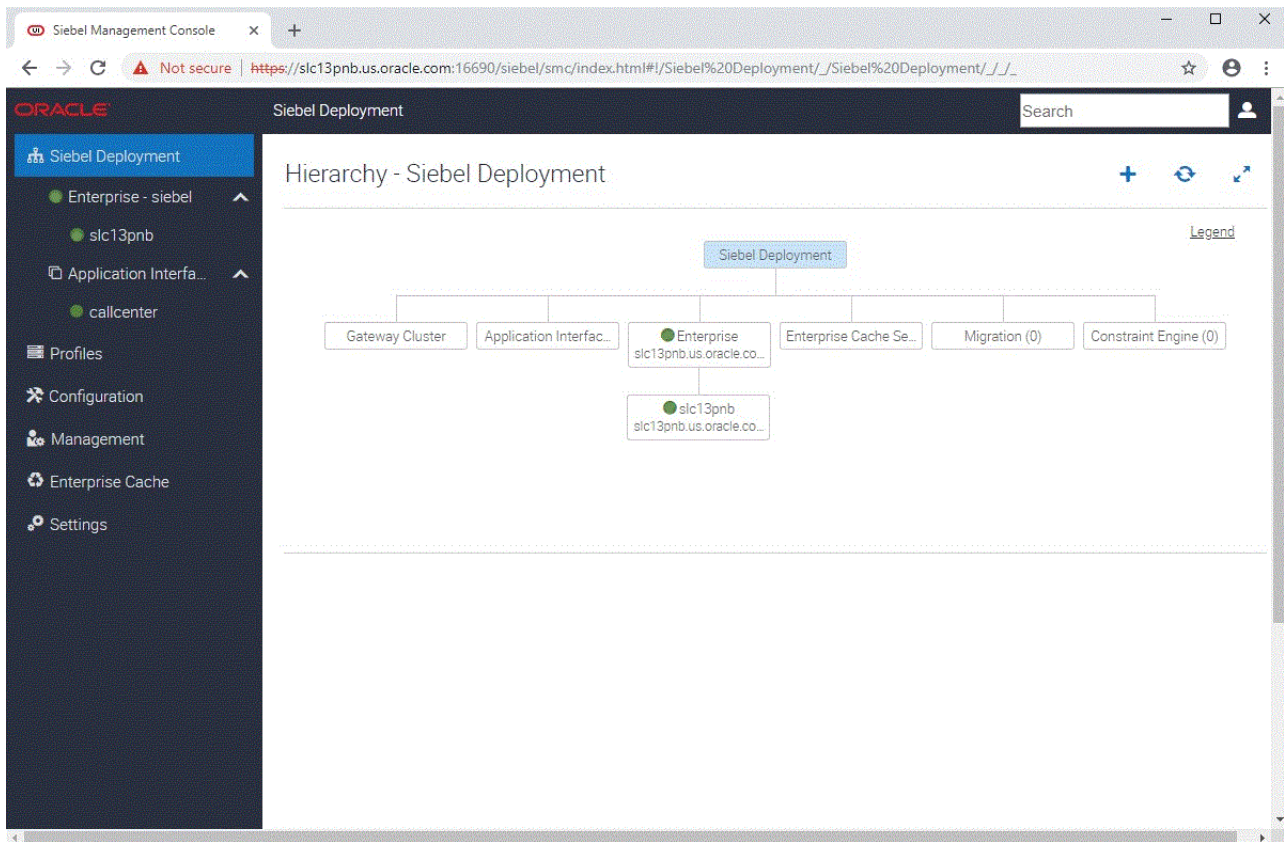 Siebel Management Console
Not secure | https://slc13pnb.us.oracle.com:16690/siebel/smc/index.html#!/Siebel%20Deployment/_/Siebel%20Deployment/_/_/_
ORACLE
Siebel Deployment
Search
Siebel Deployment
Enterprise - siebel
slc13pnb
Application Interfa...
callcenter
Profiles
Configuration
Management
Enterprise Cache
Settings
Hierarchy - Siebel Deployment
Legend
Siebel Deployment
Gateway Cluster
Application Interfac...
Enterprise
slc13pnb.us.oracle.co...
Enterprise Cache Se...
Migration (0)
Constraint Engine (0)
slc13pnb
slc13pnb.us.oracle.co...